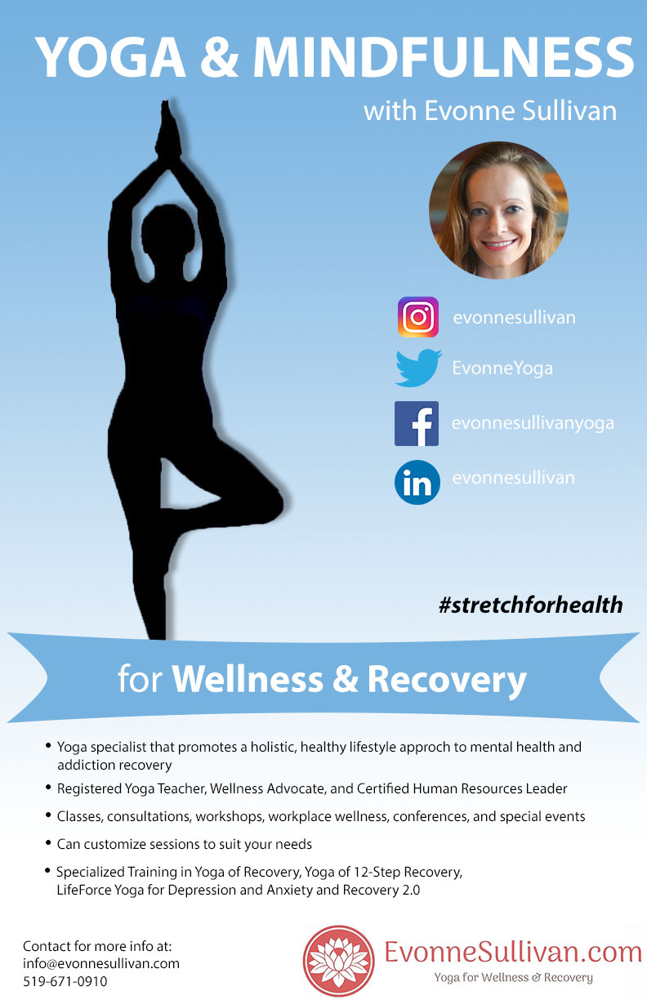 YOGA & MINDFULNESS
with Evonne Sullivan
evonnesullivan
EvonneYoga
f evonnesullivanyoga
in evonnesullivan
#stretchforhealth
for Wellness & Recovery
• Yoga specialist that promotes a holistic, healthy lifestyle approch to mental health and
addiction recovery
• Registered Yoga Teacher, Wellness Advocate, and Certified Human Resources Leader
• Classes, consultations, workshops, workplace wellness, conferences, and special events
• Can customize sessions to suit your needs
• Specialized Training in Yoga of Recovery, Yoga of 12-Step Recovery,
LifeForce Yoga for Depression and Anxiety and Recovery 2.0
Contact for more info at:
info@evonnesullivan.com
519-671-0910
EvonneSullivan.com
Yoga for Wellness & Recovery